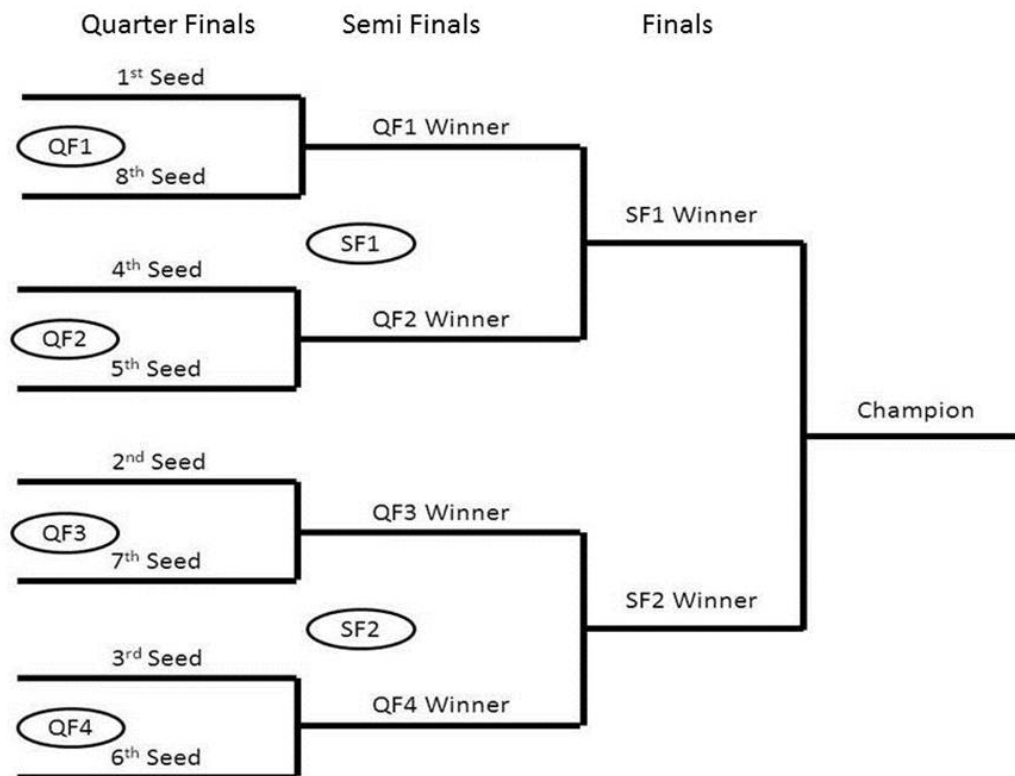 Quarter Finals Semi Finals Finals
1st Seed
QF1 Winner
QF1
8th Seed
SF1 Winner
SF1
4th Seed
QF2 Winner
QF2
5th Seed
Champion
2nd Seed
QF3 Winner
QF3
7th Seed
SF2 Winner
SF2
3rd Seed
QF4 Winner
QF4
6th Seed